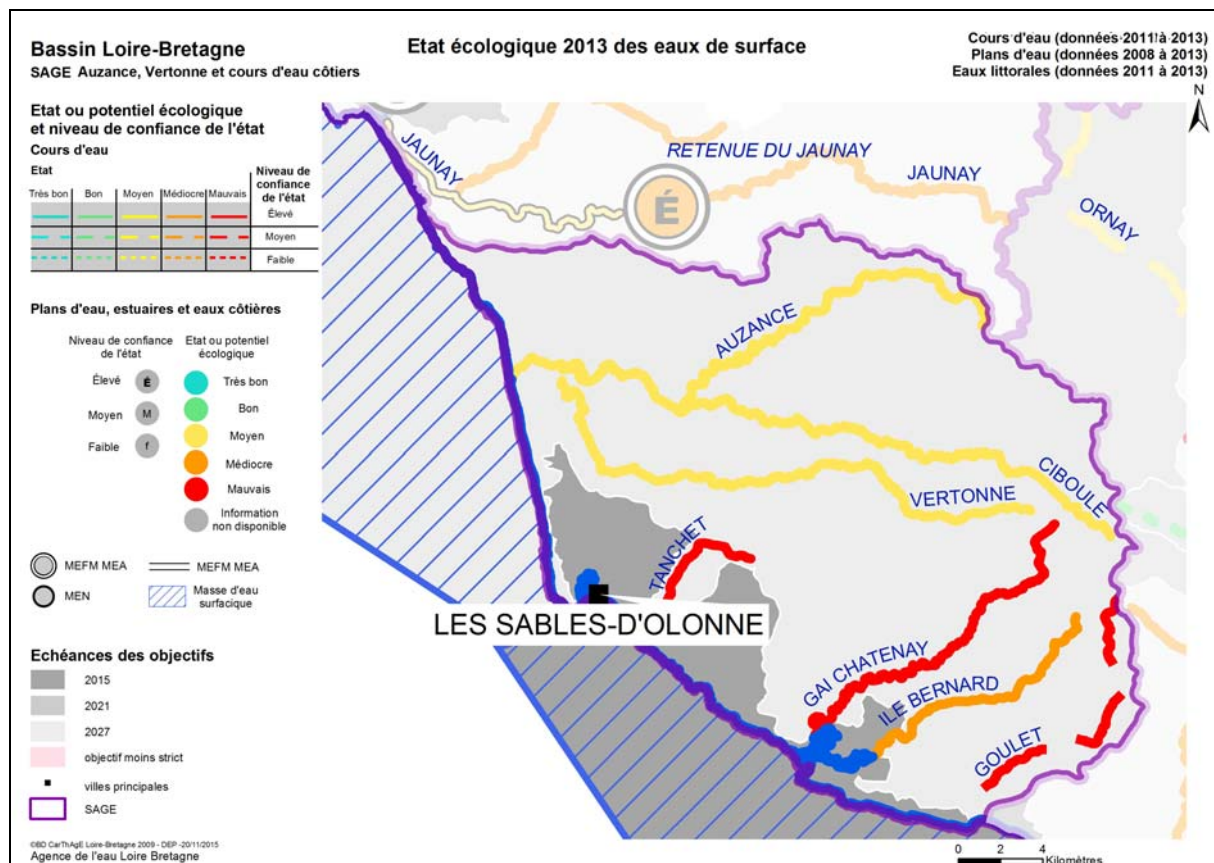 Bassin Loire-Bretagne
SAGE Auzance, Vertonne et cours d'eau côtiers
Etat écologique 2013 des eaux de surface
Cours d'eau (données 2011 à 2013)
Plans d'eau (données 2008 à 2013)
Eaux littorales (données 2011 à 2013)
N
Etat ou potentiel écologique
et niveau de confiance de l'état
Cours d'eau
Etat
Niveau de
confiance
de l'état
Très bon
Bon
Moyen
Médiocre
Mauvais
Élevé
Moyen
Faible
Plans d'eau, estuaires et eaux côtières
Niveau de confiance
de l'état
Etat ou potentiel
écologique
Élevé
É
Très bon
Moyen
M
Bon
Faible
f
Moyen
Médiocre
Mauvais
Information
non disponible
MEFM MEA
MEFM MEA
MEN
Masse d'eau
surfacique
Echéances des objectifs
2015
2021
2027
objectif moins strict
villes principales
SAGE
©BD CarThAgE Loire-Bretagne 2009 - DEP -20/11/2015
Agence de l'eau Loire Bretagne
JAUNAY
RETENUE DU JAUNAY
JAUNAY
É
ORNAY
AUZANCE
CIBOULE
VERTONNE
TANCHET
LES SABLES-D'OLONNE
GAI CHATENAY
ILE BERNARD
GOULET
0 2 4
Kilomètres